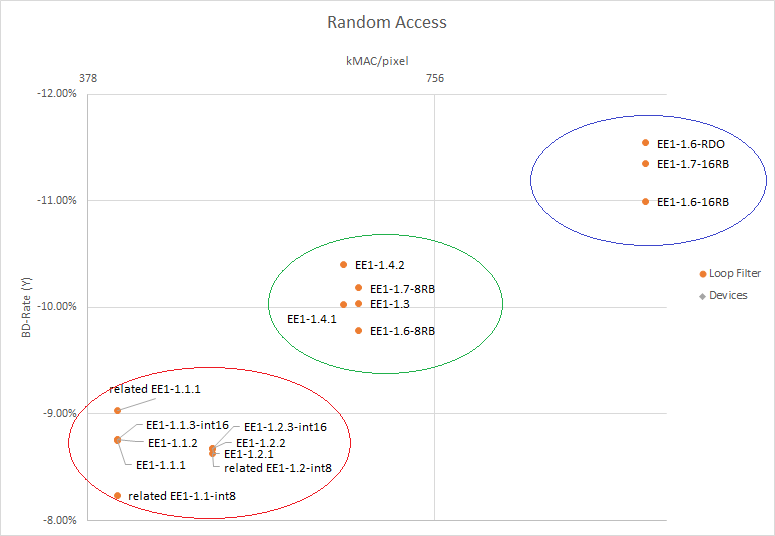 Random Access
kMAC/pixel
378
756
-12.00%
-11.00%
-10.00%
-9.00%
-8.00%
BD-Rate (Y)
EE1-1.6-RDO
EE1-1.7-16RB
EE1-1.6-16RB
EE1-1.4.2
EE1-1.7-8RB
EE1-1.3
EE1-1.4.1
EE1-1.6-8RB
Loop Filter
Devices
related EE1-1.1.1
EE1-1.1.3-int16
EE1-1.1.2
EE1-1.1.1
EE1-1.2.3-int16
EE1-1.2.2
EE1-1.2.1
related EE1-1.2-int8
related EE1-1.1-int8